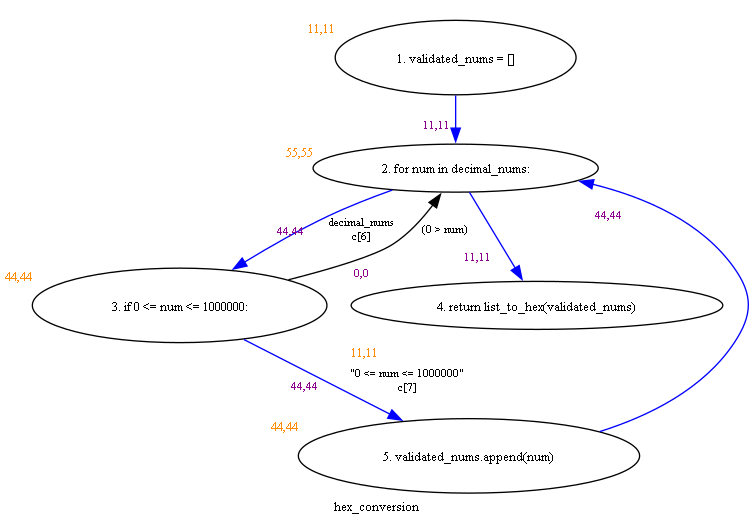 11,11
1. validated_nums = []
11,11
55,55
2. for num in decimal_nums:
44,44
44,44
decimal_nums
c[6]
(0 > num)
11,11
0,0
44,44
3. if 0 <= num <= 1000000:
4. return list_to_hex(validated_nums)
11,11
"0 <= num <= 1000000"
c[7]
44,44
44,44
5. validated_nums.append(num)
hex_conversion